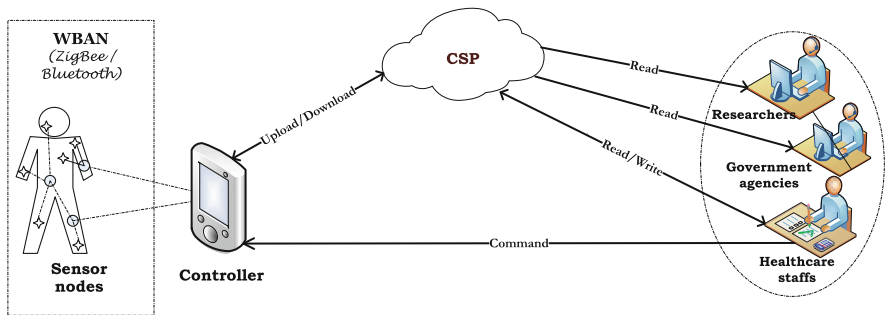 WBAN
(ZigBee /
Bluetooth)
Sensor
nodes
Controller
Upload/Download
CSP
Read
Read
Read/Write
Command
Researchers
Government
agencies
Healthcare
staffs